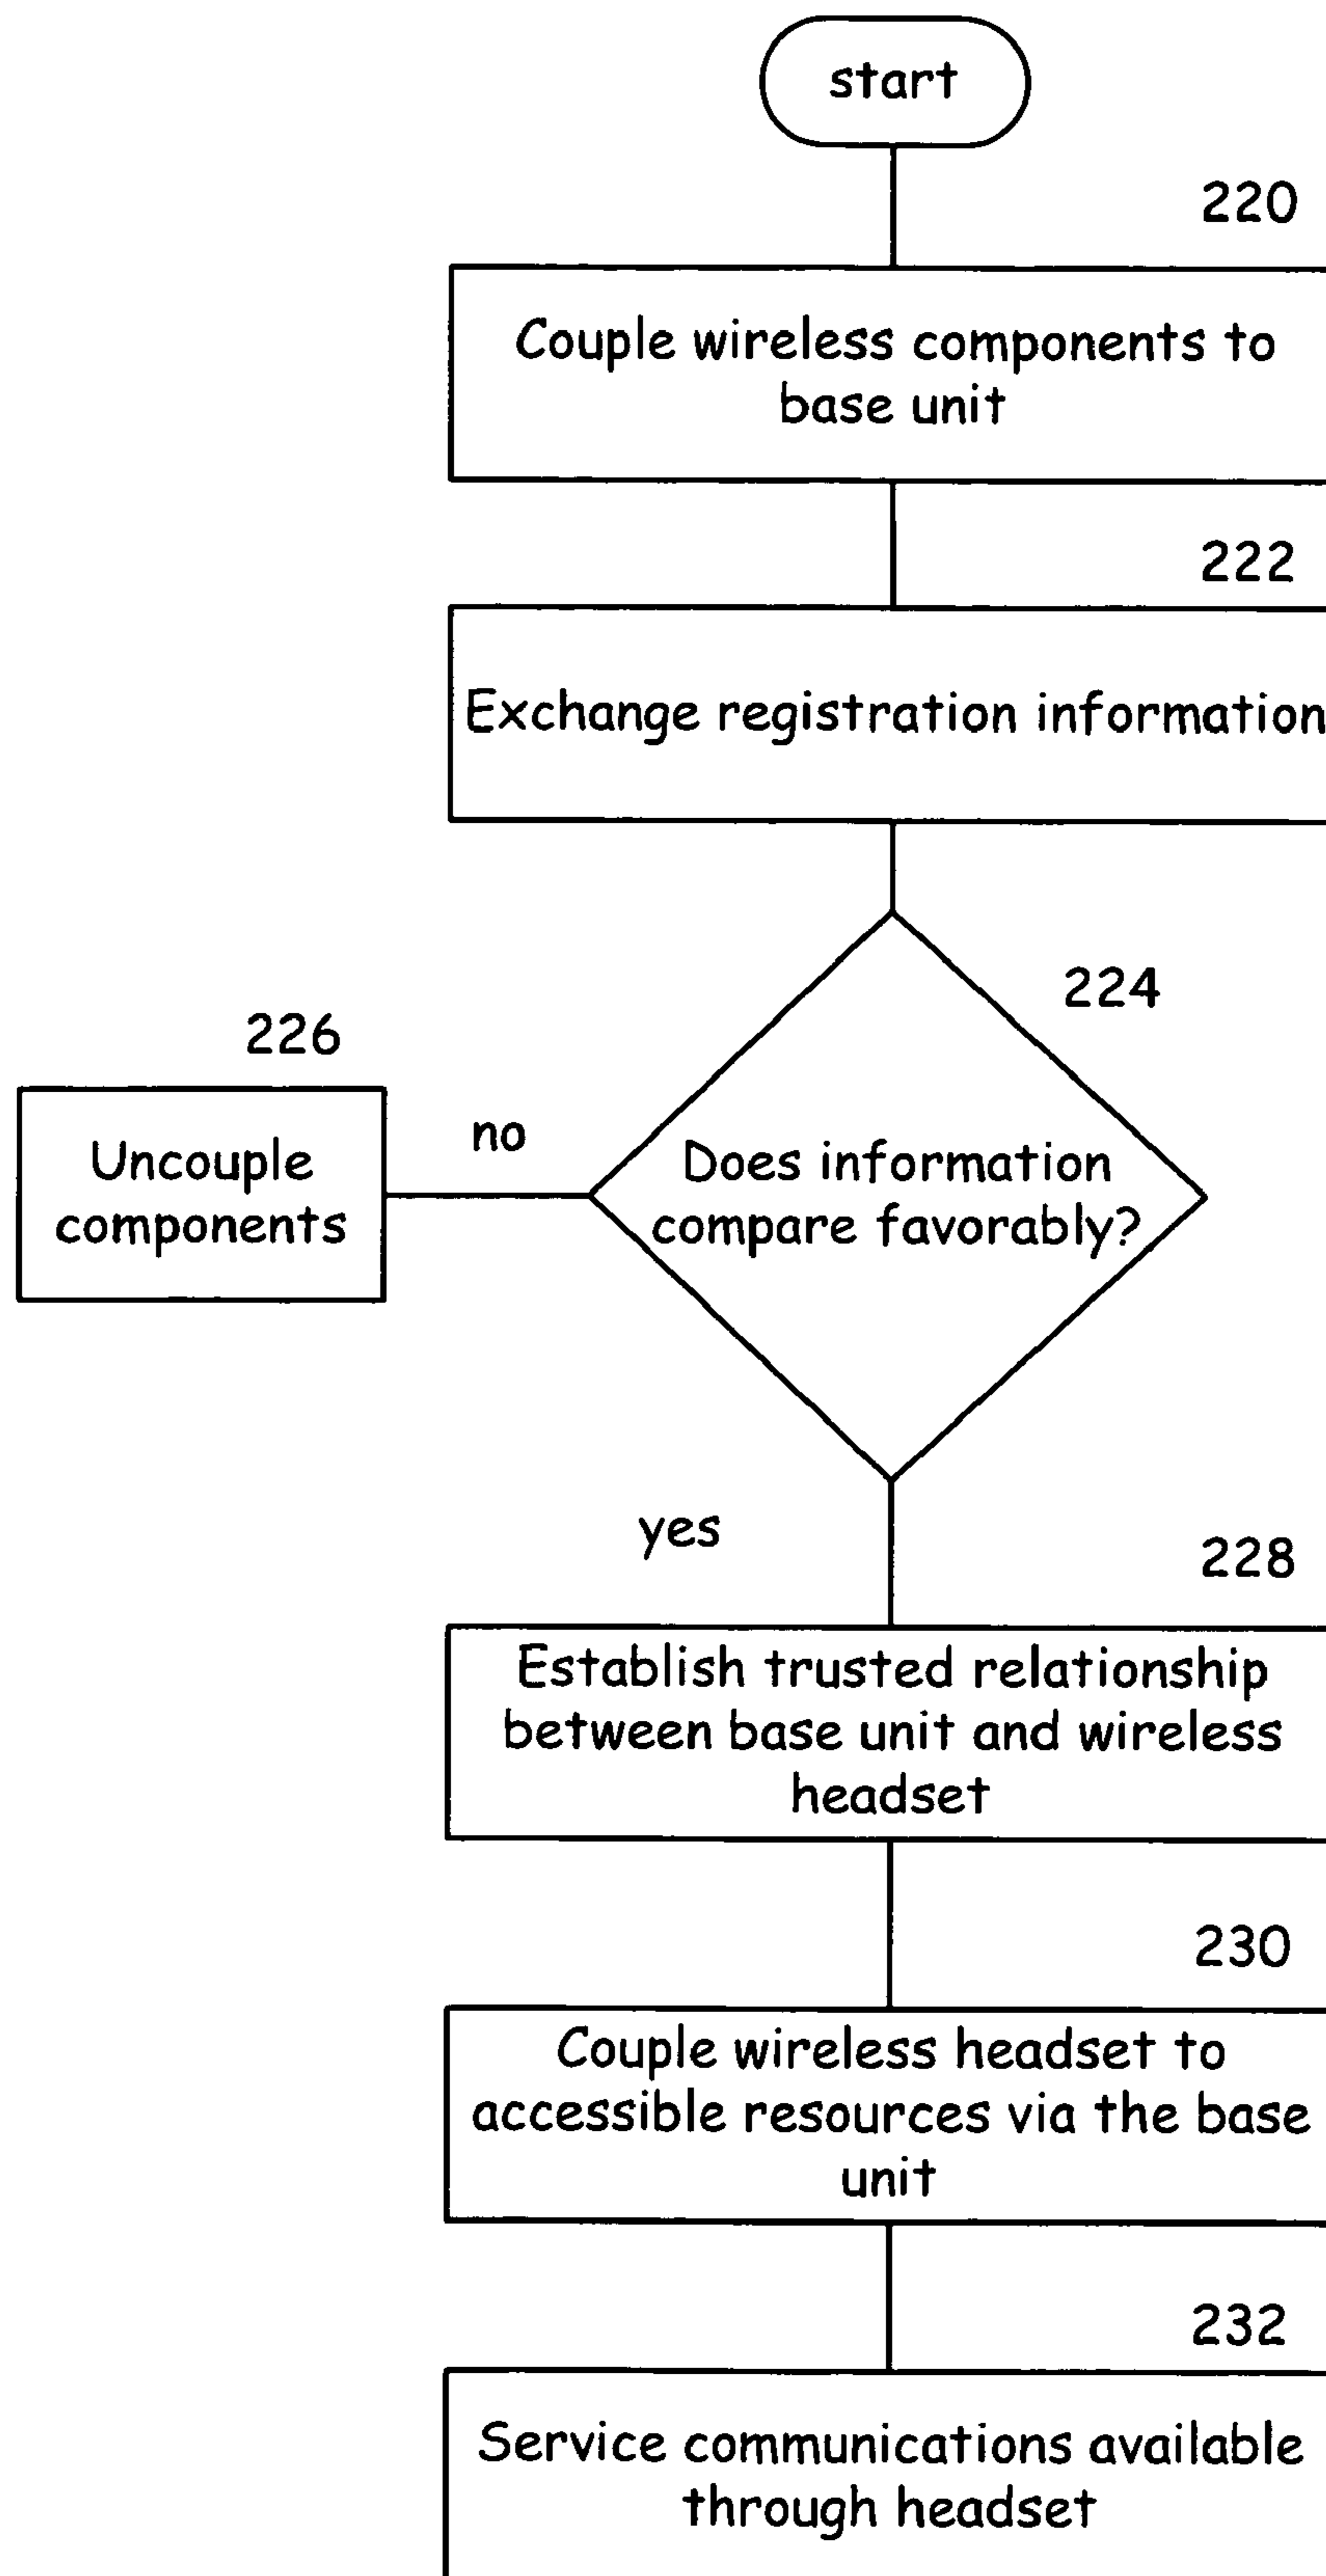 start
220
Couple wireless components to
base unit
222
Exchange registration information
224
226
Uncouple
components
no
Does information
compare favorably?
yes
228
Establish trusted relationship
between base unit and wireless
headset
230
Couple wireless headset to
accessible resources via the base
unit
232
Service communications available
through headset